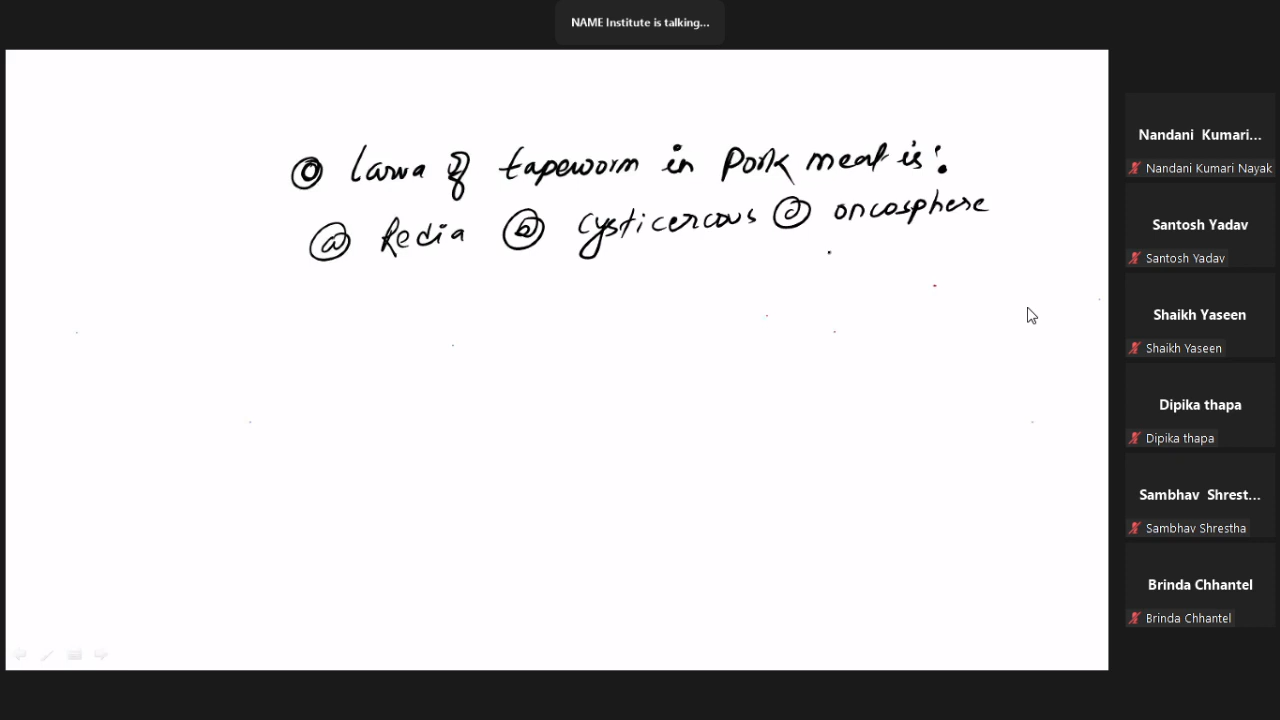 NAME Institute is talking...
larva of tapeworm in Pork meat is:
(a) Redia (b) cysticercous (c) oncosphere
Nandani Kumari...
Nandani Kumari Nayak
Santosh Yadav
Santosh Yadav
Shaikh Yaseen
Shaikh Yaseen
Dipika thapa
Dipika thapa
Sambhav Shrest...
Sambhav Shrestha
Brinda Chhantel
Brinda Chhantel